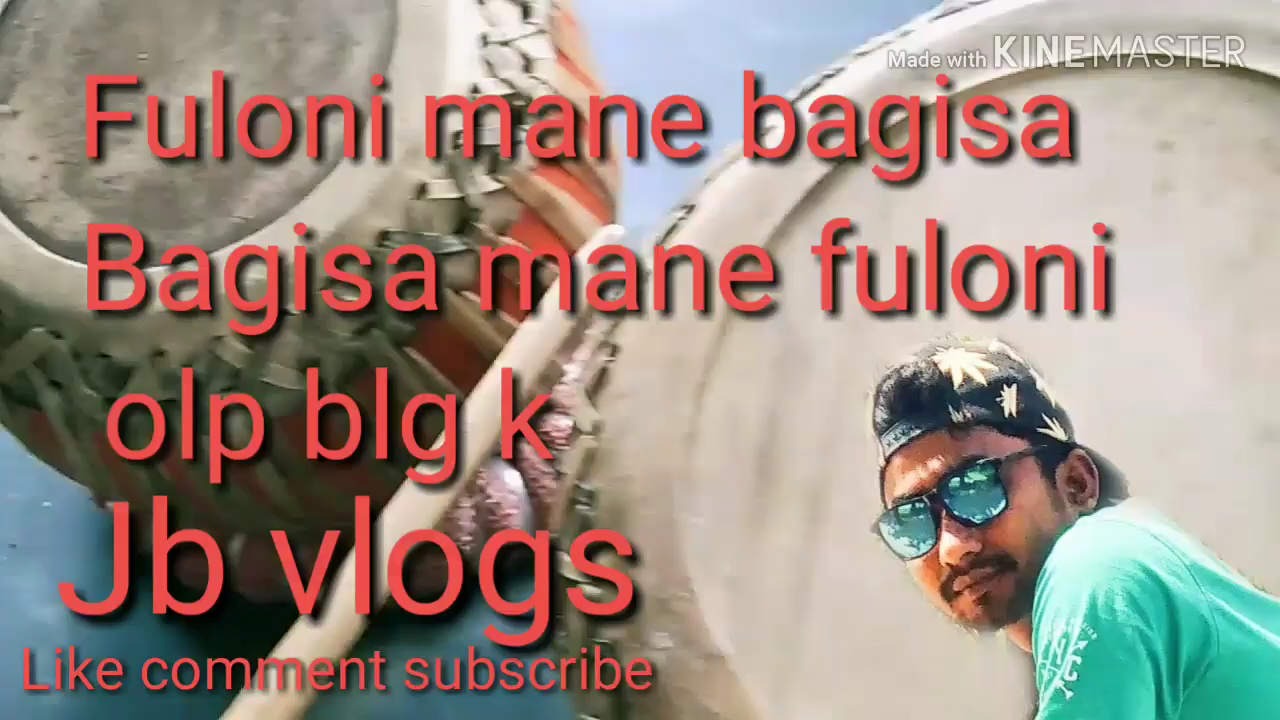 Made with KINEMASTER
Fuloni mane bagisa
Bagisa mane fuloni
olp blg k
Jb vlogs
Like comment subscribe